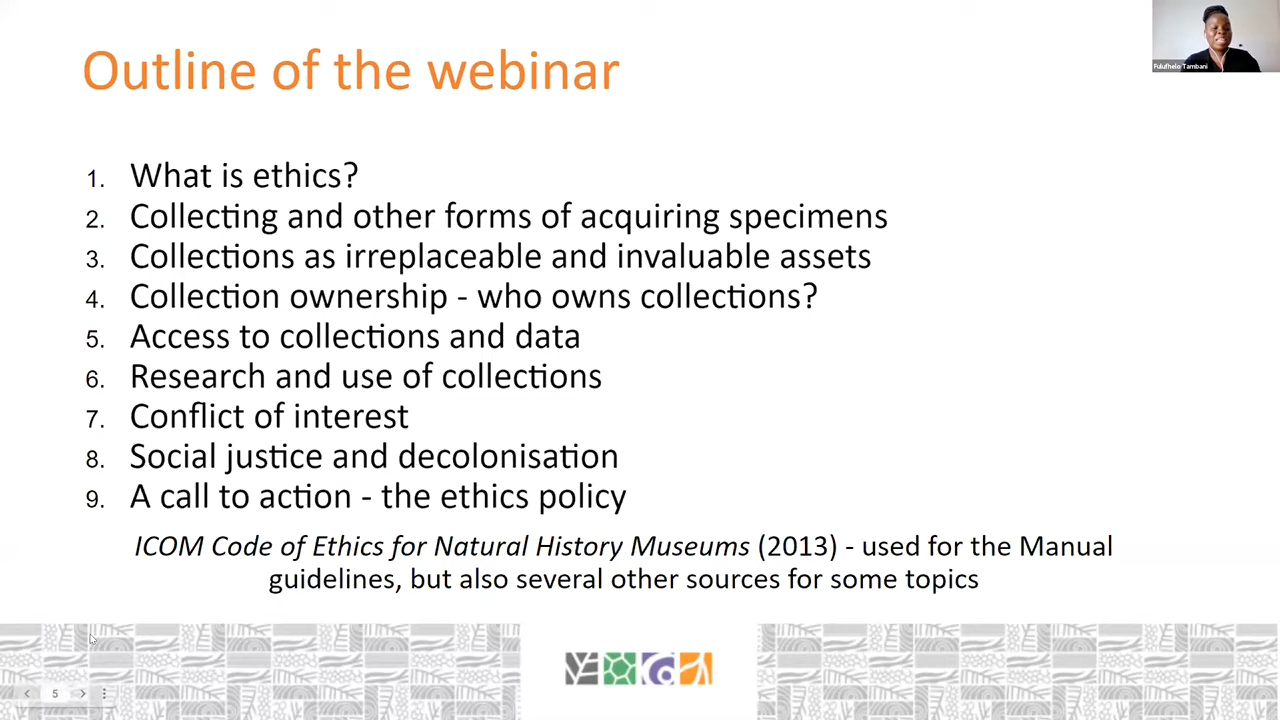 Outline of the webinar
Fulufhelo Tambani
1. What is ethics?
2. Collecting and other forms of acquiring specimens
3. Collections as irreplaceable and invaluable assets
4. Collection ownership - who owns collections?
5. Access to collections and data
6. Research and use of collections
7. Conflict of interest
8. Social justice and decolonisation
9. A call to action - the ethics policy
ICOM Code of Ethics for Natural History Museums (2013) - used for the Manual
guidelines, but also several other sources for some topics
5